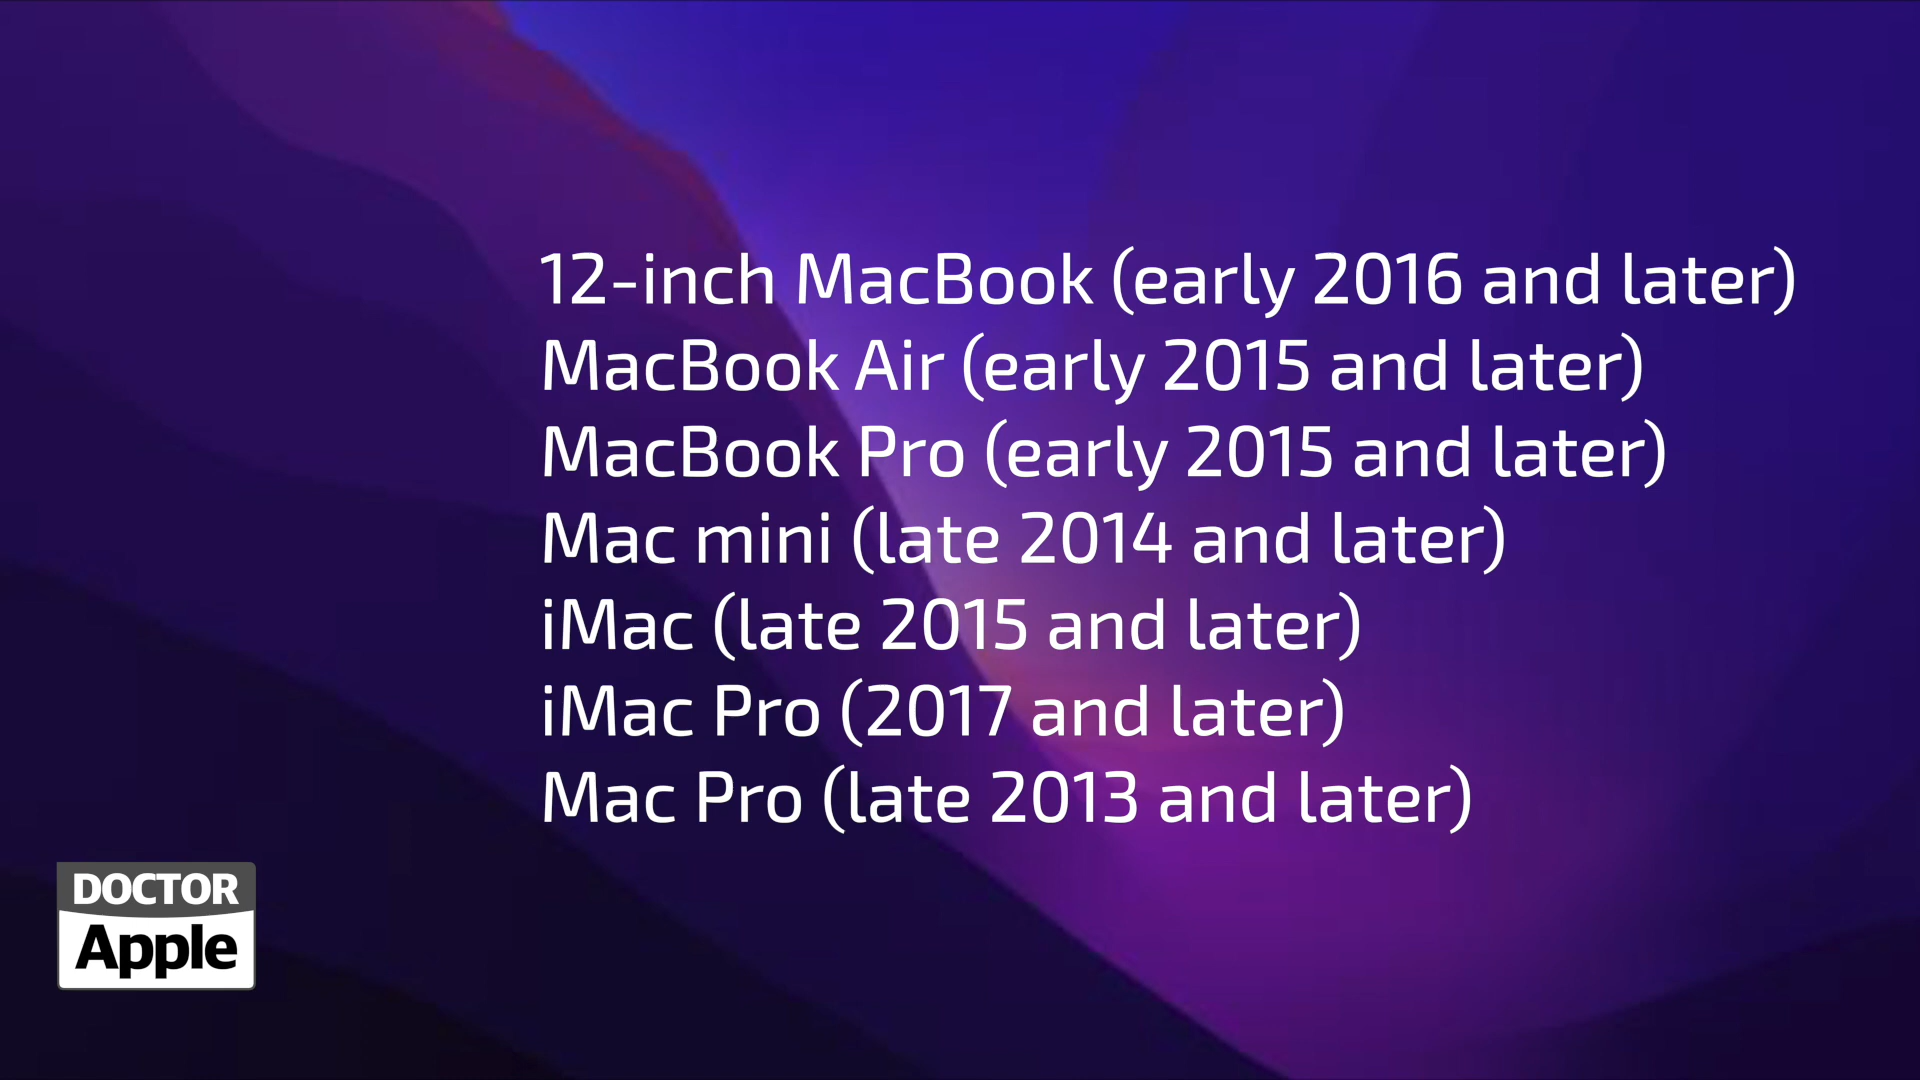 12-inch MacBook (early 2016 and later)
MacBook Air (early 2015 and later)
MacBook Pro (early 2015 and later)
Mac mini (late 2014 and later)
iMac (late 2015 and later)
iMac Pro (2017 and later)
Mac Pro (late 2013 and later)
DOCTOR
Apple